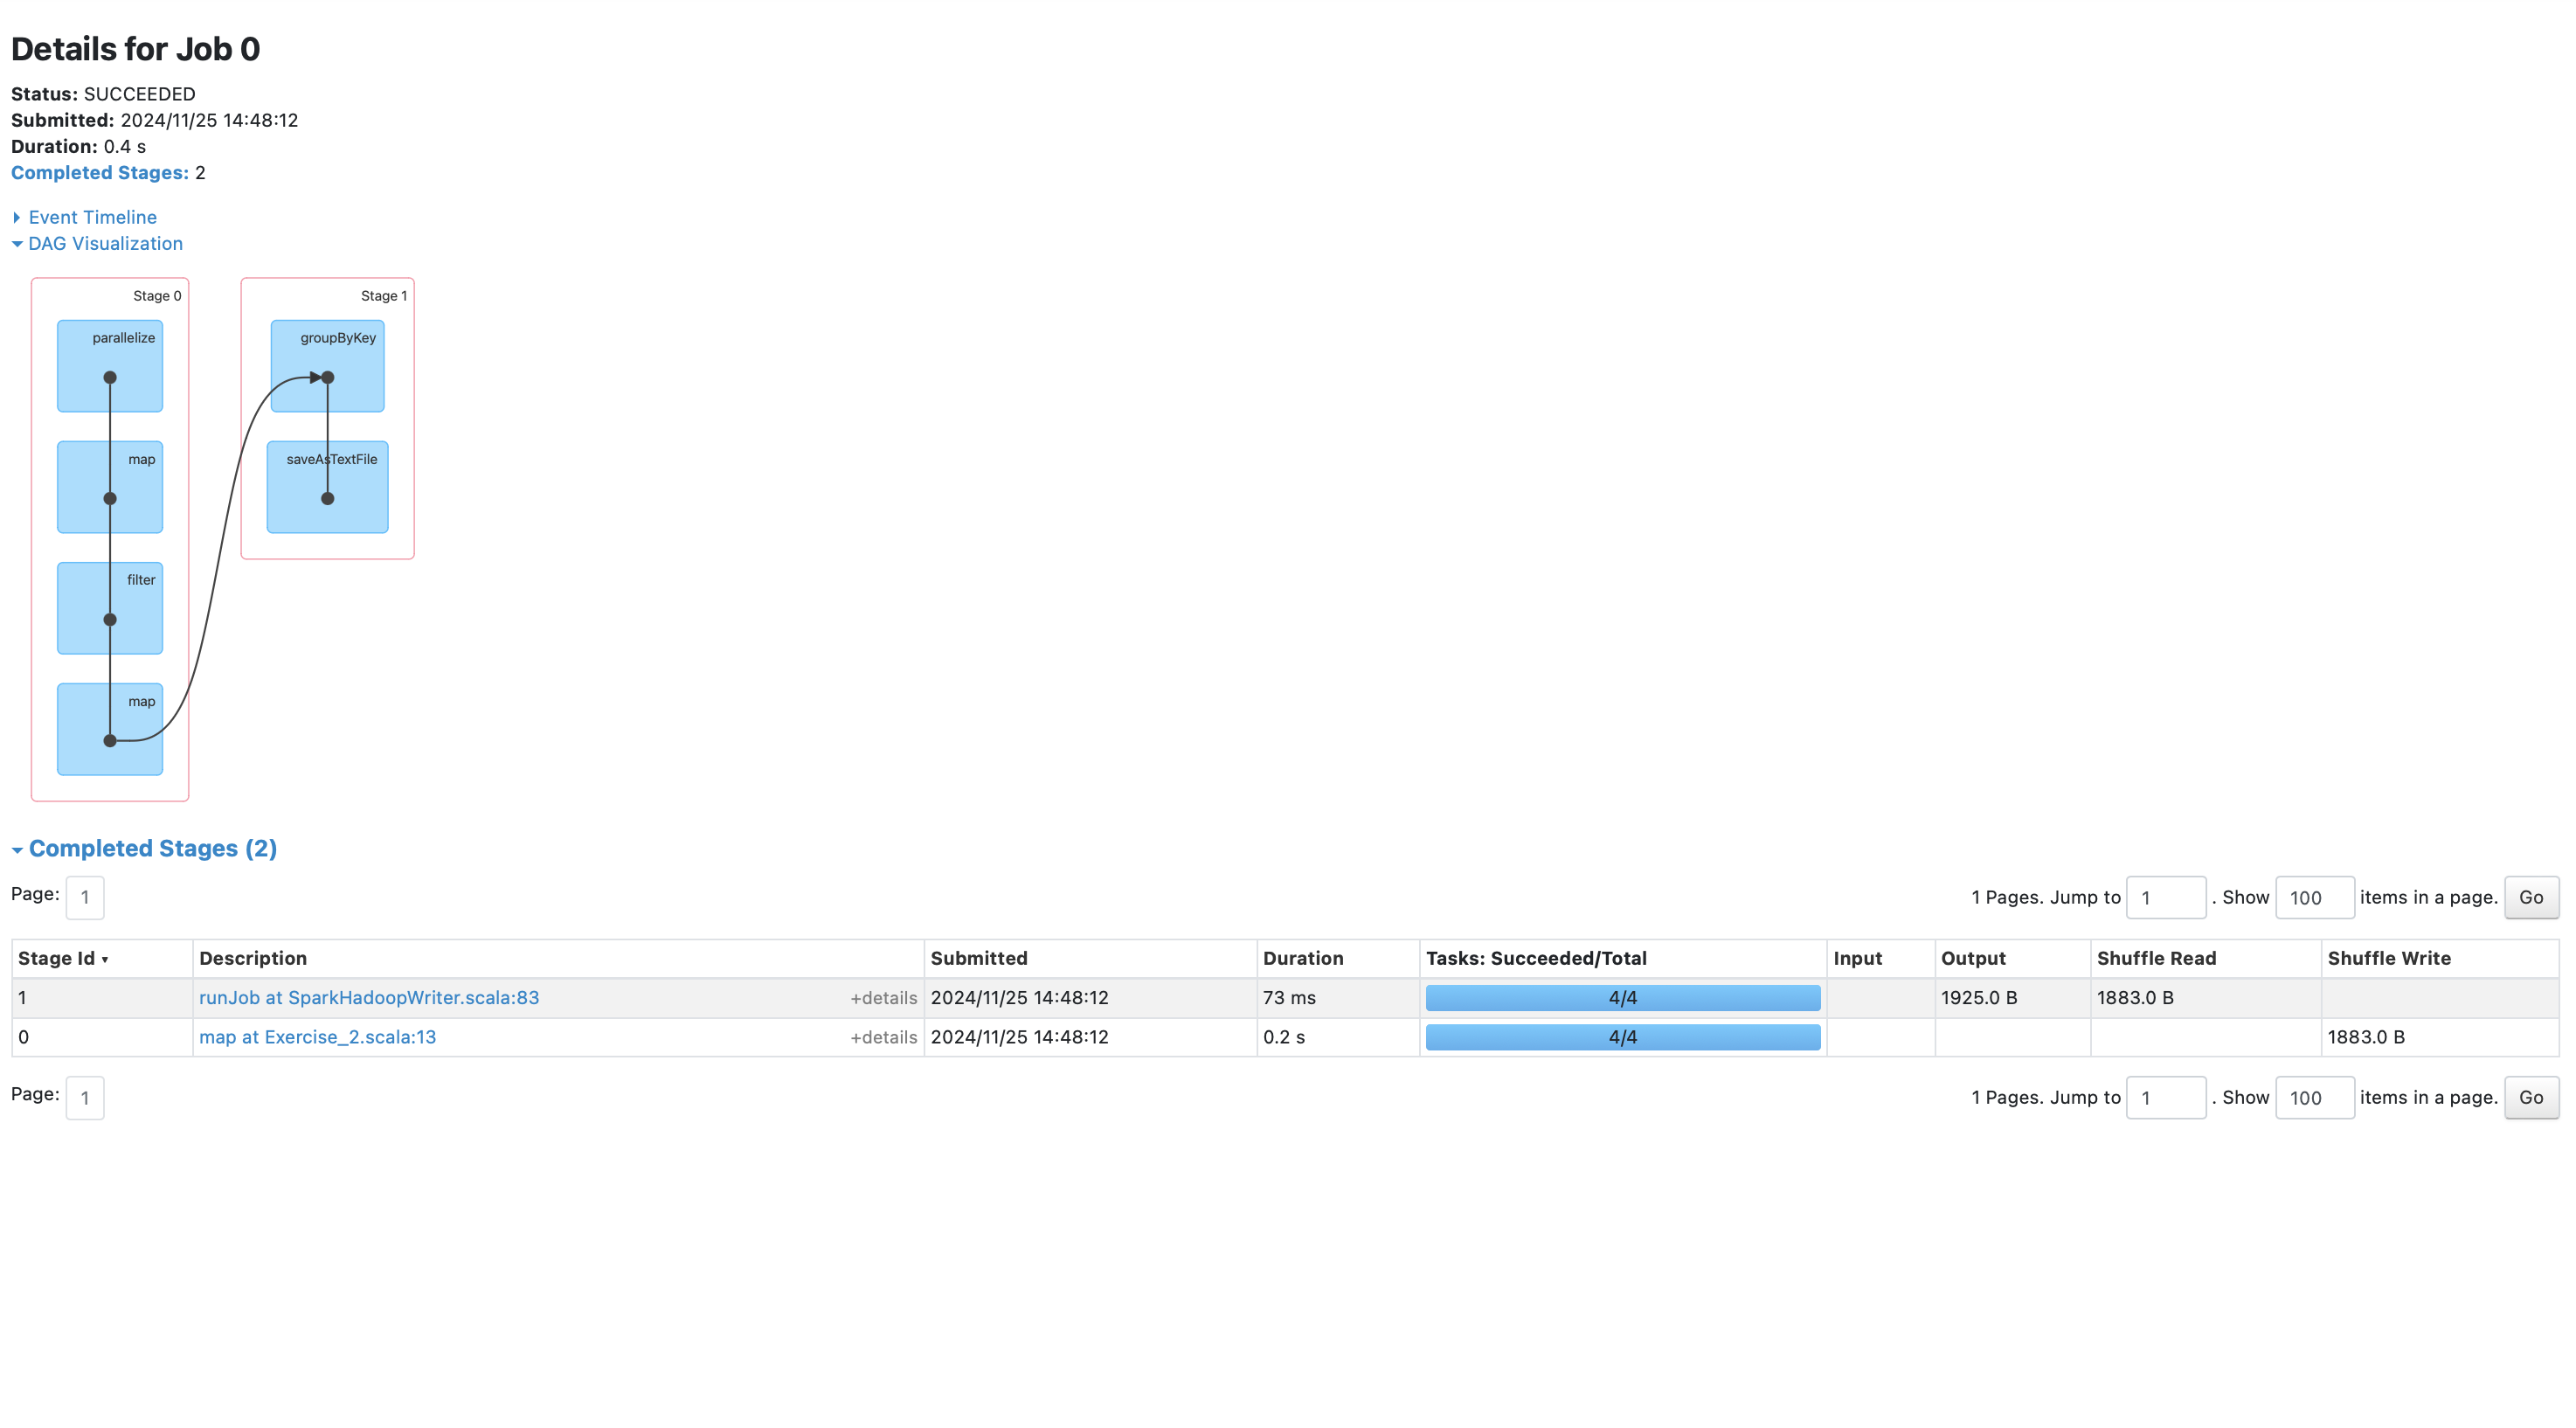 Details for Job 0
Status: SUCCEEDED
Submitted: 2024/11/25 14:48:12
Duration: 0.4 s
Completed Stages: 2
Event Timeline
DAG Visualization
Stage 0
parallelize
map
filter
map
Stage 1
groupByKey
saveAsTextFile
Completed Stages (2)
Page: 1
1 Pages. Jump to 1 . Show 100 items in a page. Go
Stage Id ▾ Description Submitted Duration Tasks: Succeeded/Total Input Output Shuffle Read Shuffle Write
1 runJob at SparkHadoopWriter.scala:83 +details 2024/11/25 14:48:12 73 ms 4/4 1925.0 B 1883.0 B
0 map at Exercise_2.scala:13 +details 2024/11/25 14:48:12 0.2 s 4/4 1883.0 B
Page: 1
1 Pages. Jump to 1 . Show 100 items in a page. Go